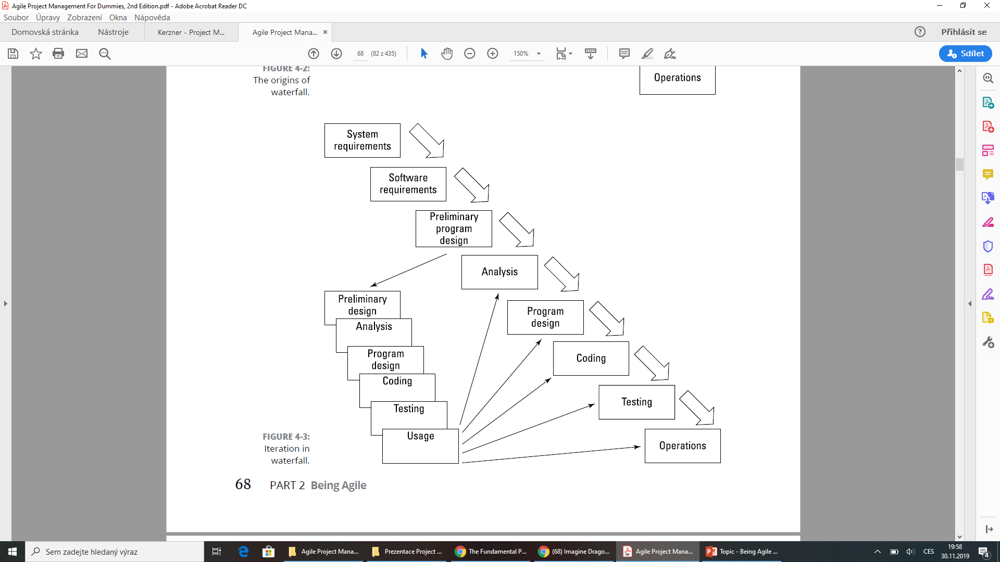 Agile Project Management For Dummies, 2nd Edition.pdf - Adobe Acrobat Reader DC
Soubor Úpravy Zobrazení Okna Nápověda
Domovská stránka Nástroje Kerzner - Project M... Agile Project Mana... × Přihlásit se
68 (82 z 435) 150% Sdílet
FIGURE 4-2:
The origins of
waterfall.
Operations
System
requirements
Software
requirements
Preliminary
program
design
Analysis
Program
design
Coding
Testing
Operations
Preliminary
design
Analysis
Program
design
Coding
Testing
Usage
FIGURE 4-3:
Iteration in
waterfall.
68 PART 2 Being Agile
Sem zadejte hledaný výraz
Agile Project Mana...
Prezentace Project ...
The Fundamental P...
(68) Imagine Drago...
Agile Project Mana...
Topic - Being Agile ...
CES
19:58
30.11.2019
4